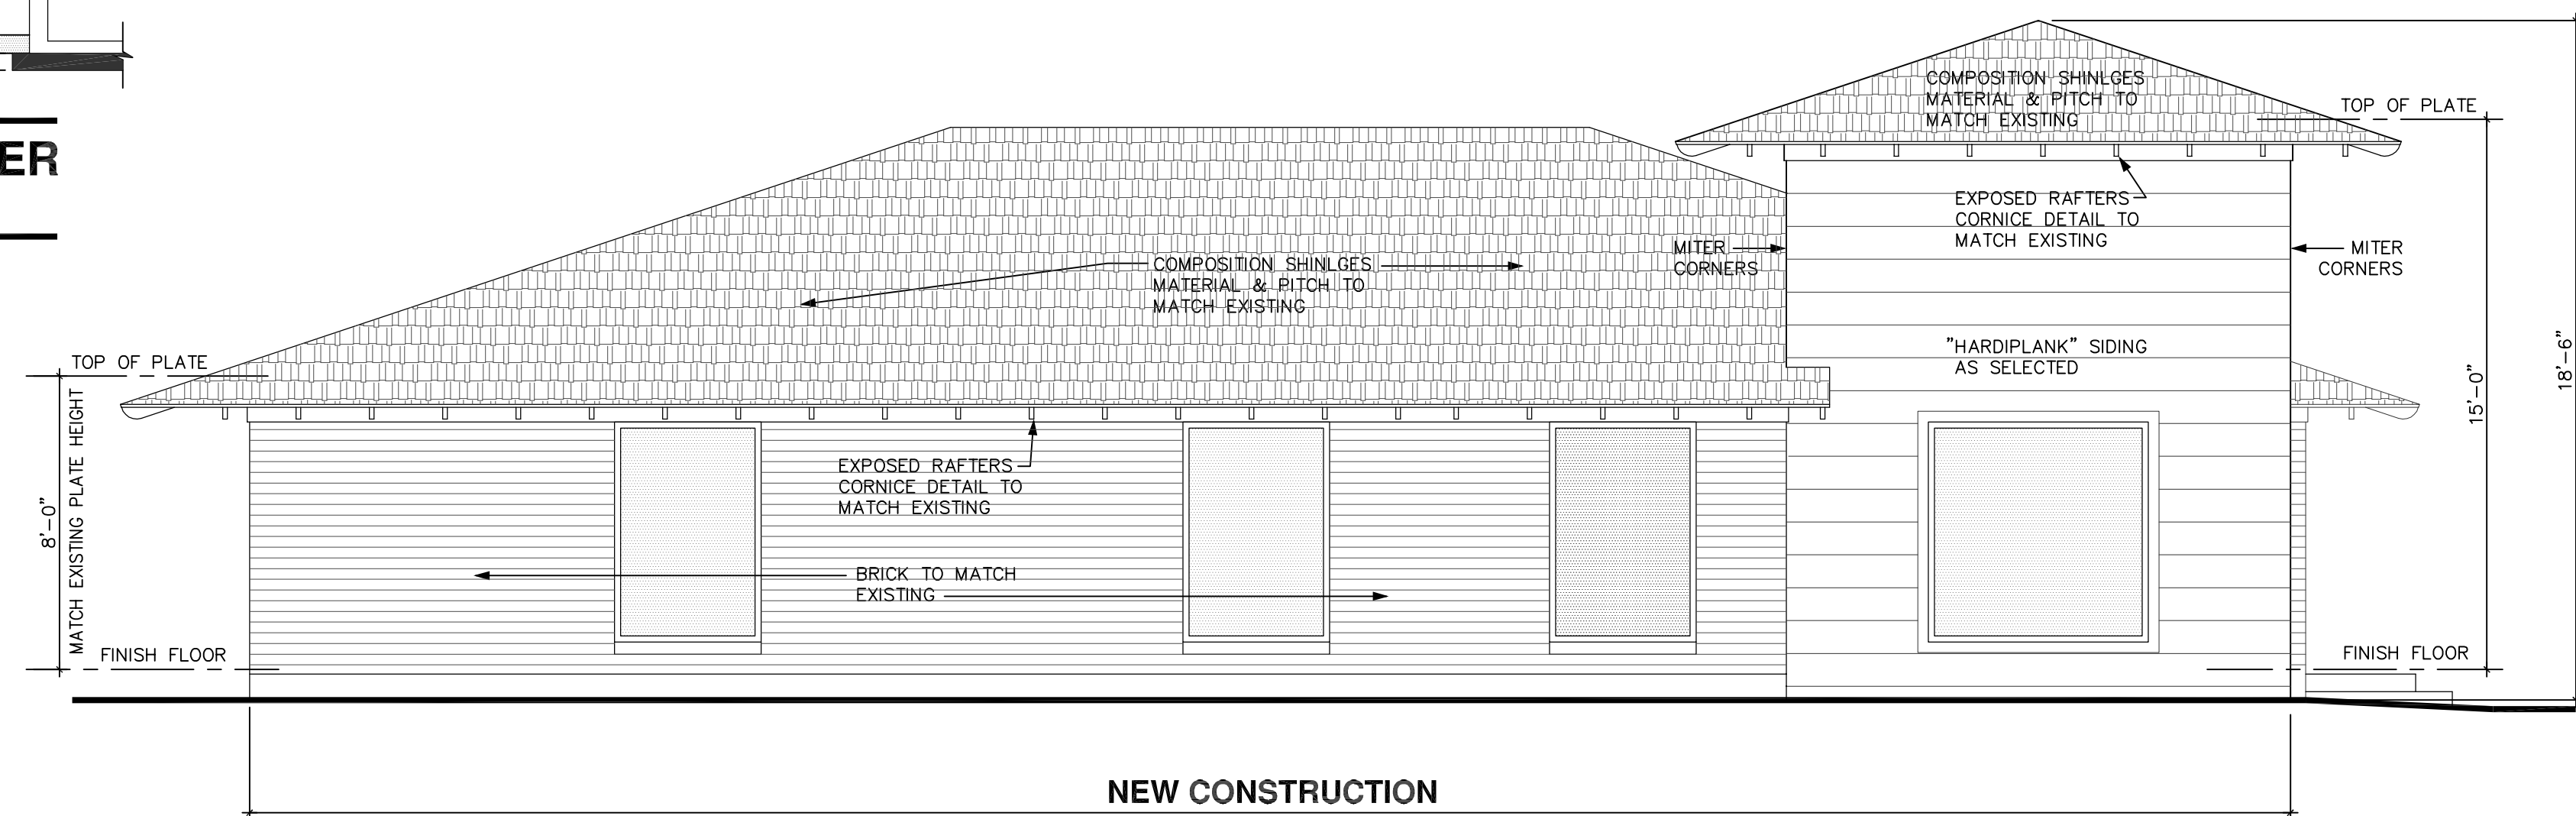 ER
COMPOSITION SHINLGES
MATERIAL & PITCH TO
MATCH EXISTING
TOP OF PLATE
EXPOSED RAFTERS
CORNICE DETAIL TO
MATCH EXISTING
MITER
CORNERS
MITER
CORNERS
COMPOSITION SHINLGES
MATERIAL & PITCH TO
MATCH EXISTING
"HARDIPLANK" SIDING
AS SELECTED
18'-6"
15'-0"
TOP OF PLATE
8'-0"
MATCH EXISTING PLATE HEIGHT
EXPOSED RAFTERS
CORNICE DETAIL TO
MATCH EXISTING
BRICK TO MATCH
EXISTING
FINISH FLOOR
FINISH FLOOR
NEW CONSTRUCTION